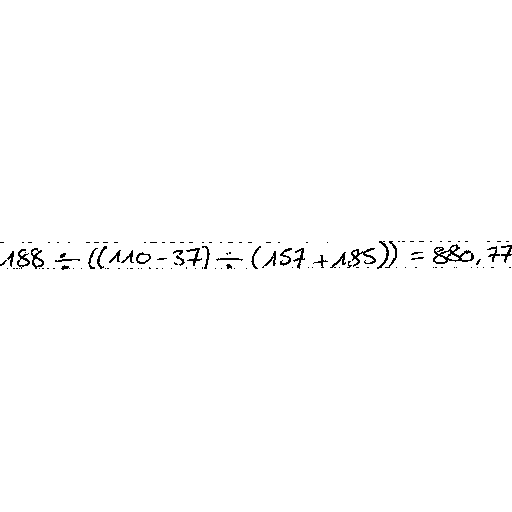 188 ÷ ((110 - 37) ÷ (157 + 185)) = 880,77